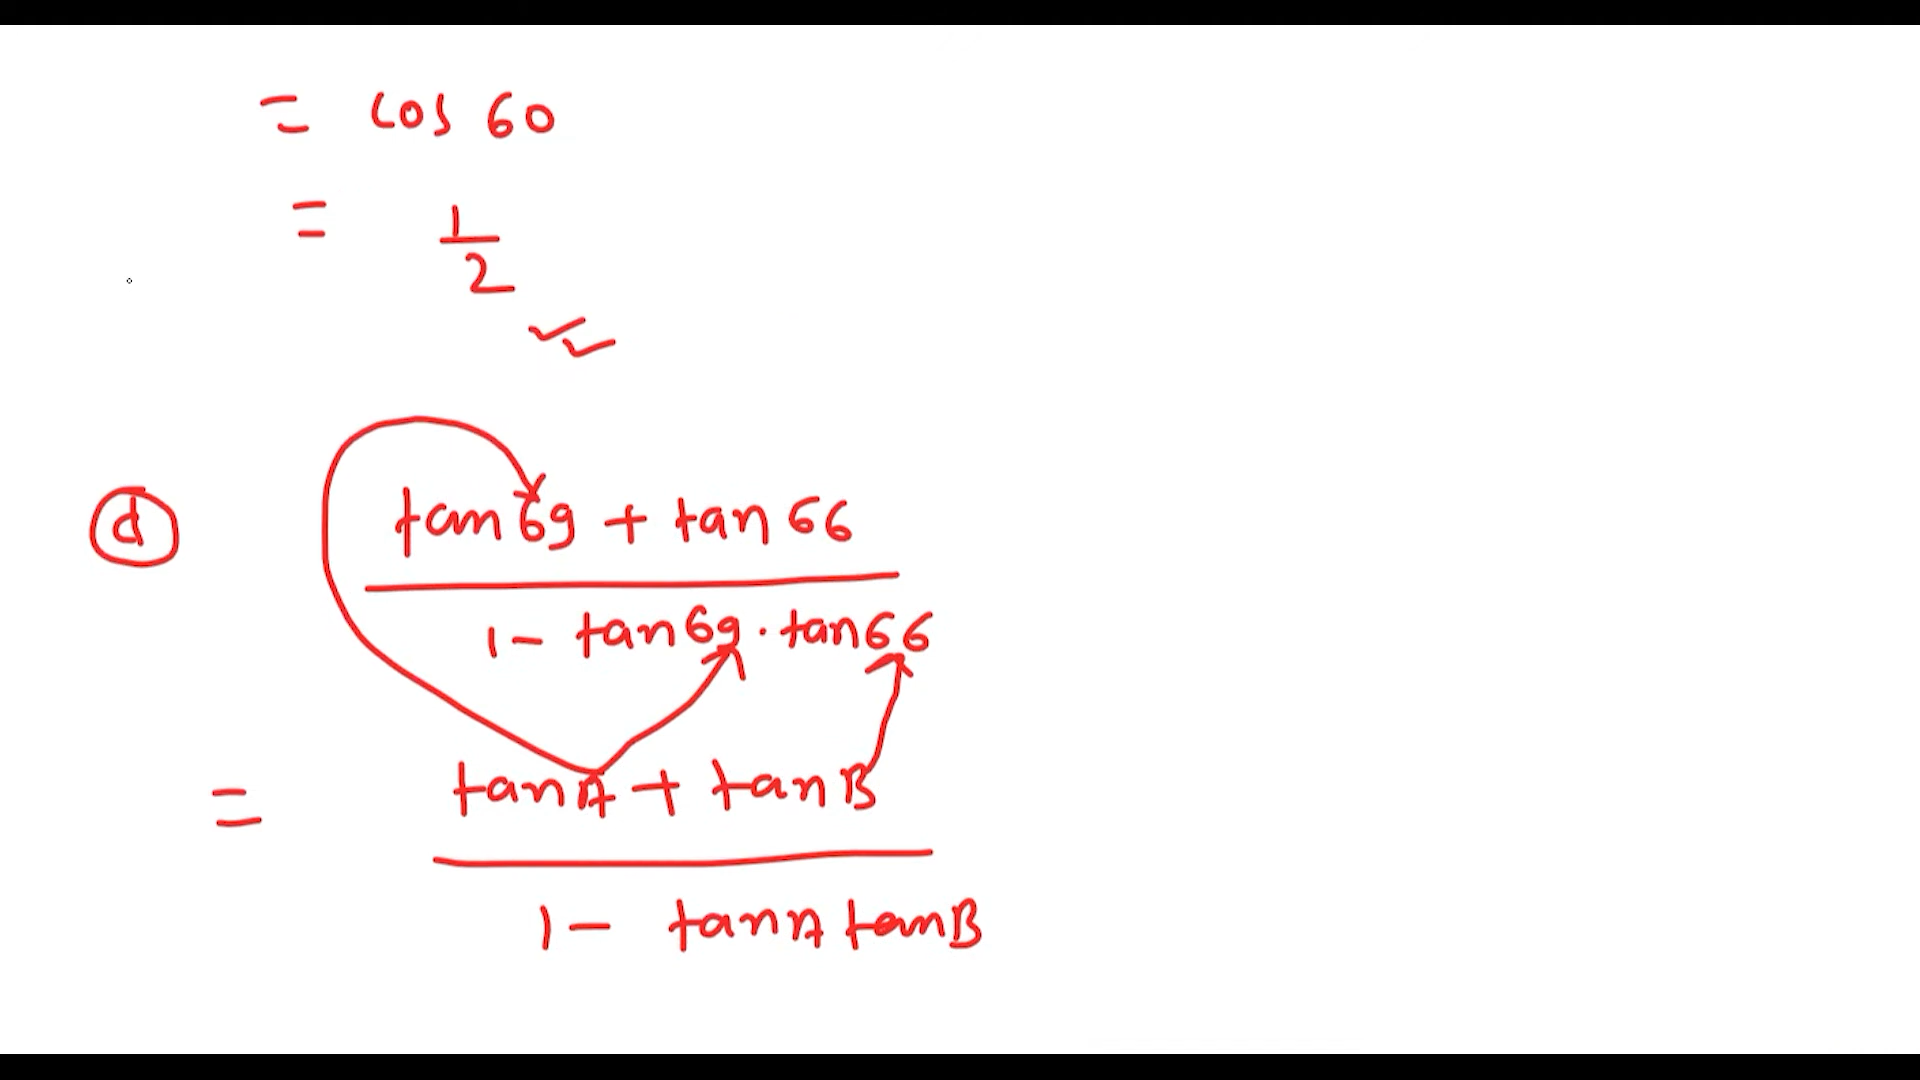 = cos 60
= 1/2
d
tan 69 + tan 66
1 - tan 69 . tan 66
= tan A + tan B
1 - tan A tan B